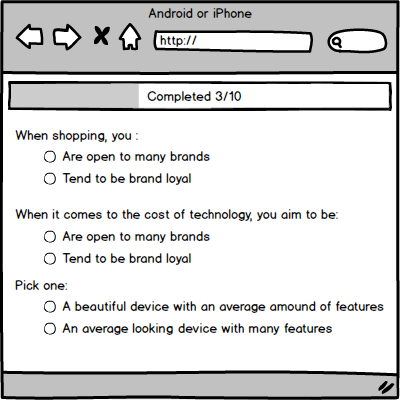 Android or iPhone
http://
Completed 3/10
When shopping, you :
Are open to many brands
Tend to be brand loyal
When it comes to the cost of technology, you aim to be:
Are open to many brands
Tend to be brand loyal
Pick one:
A beautiful device with an average amound of features
An average looking device with many features